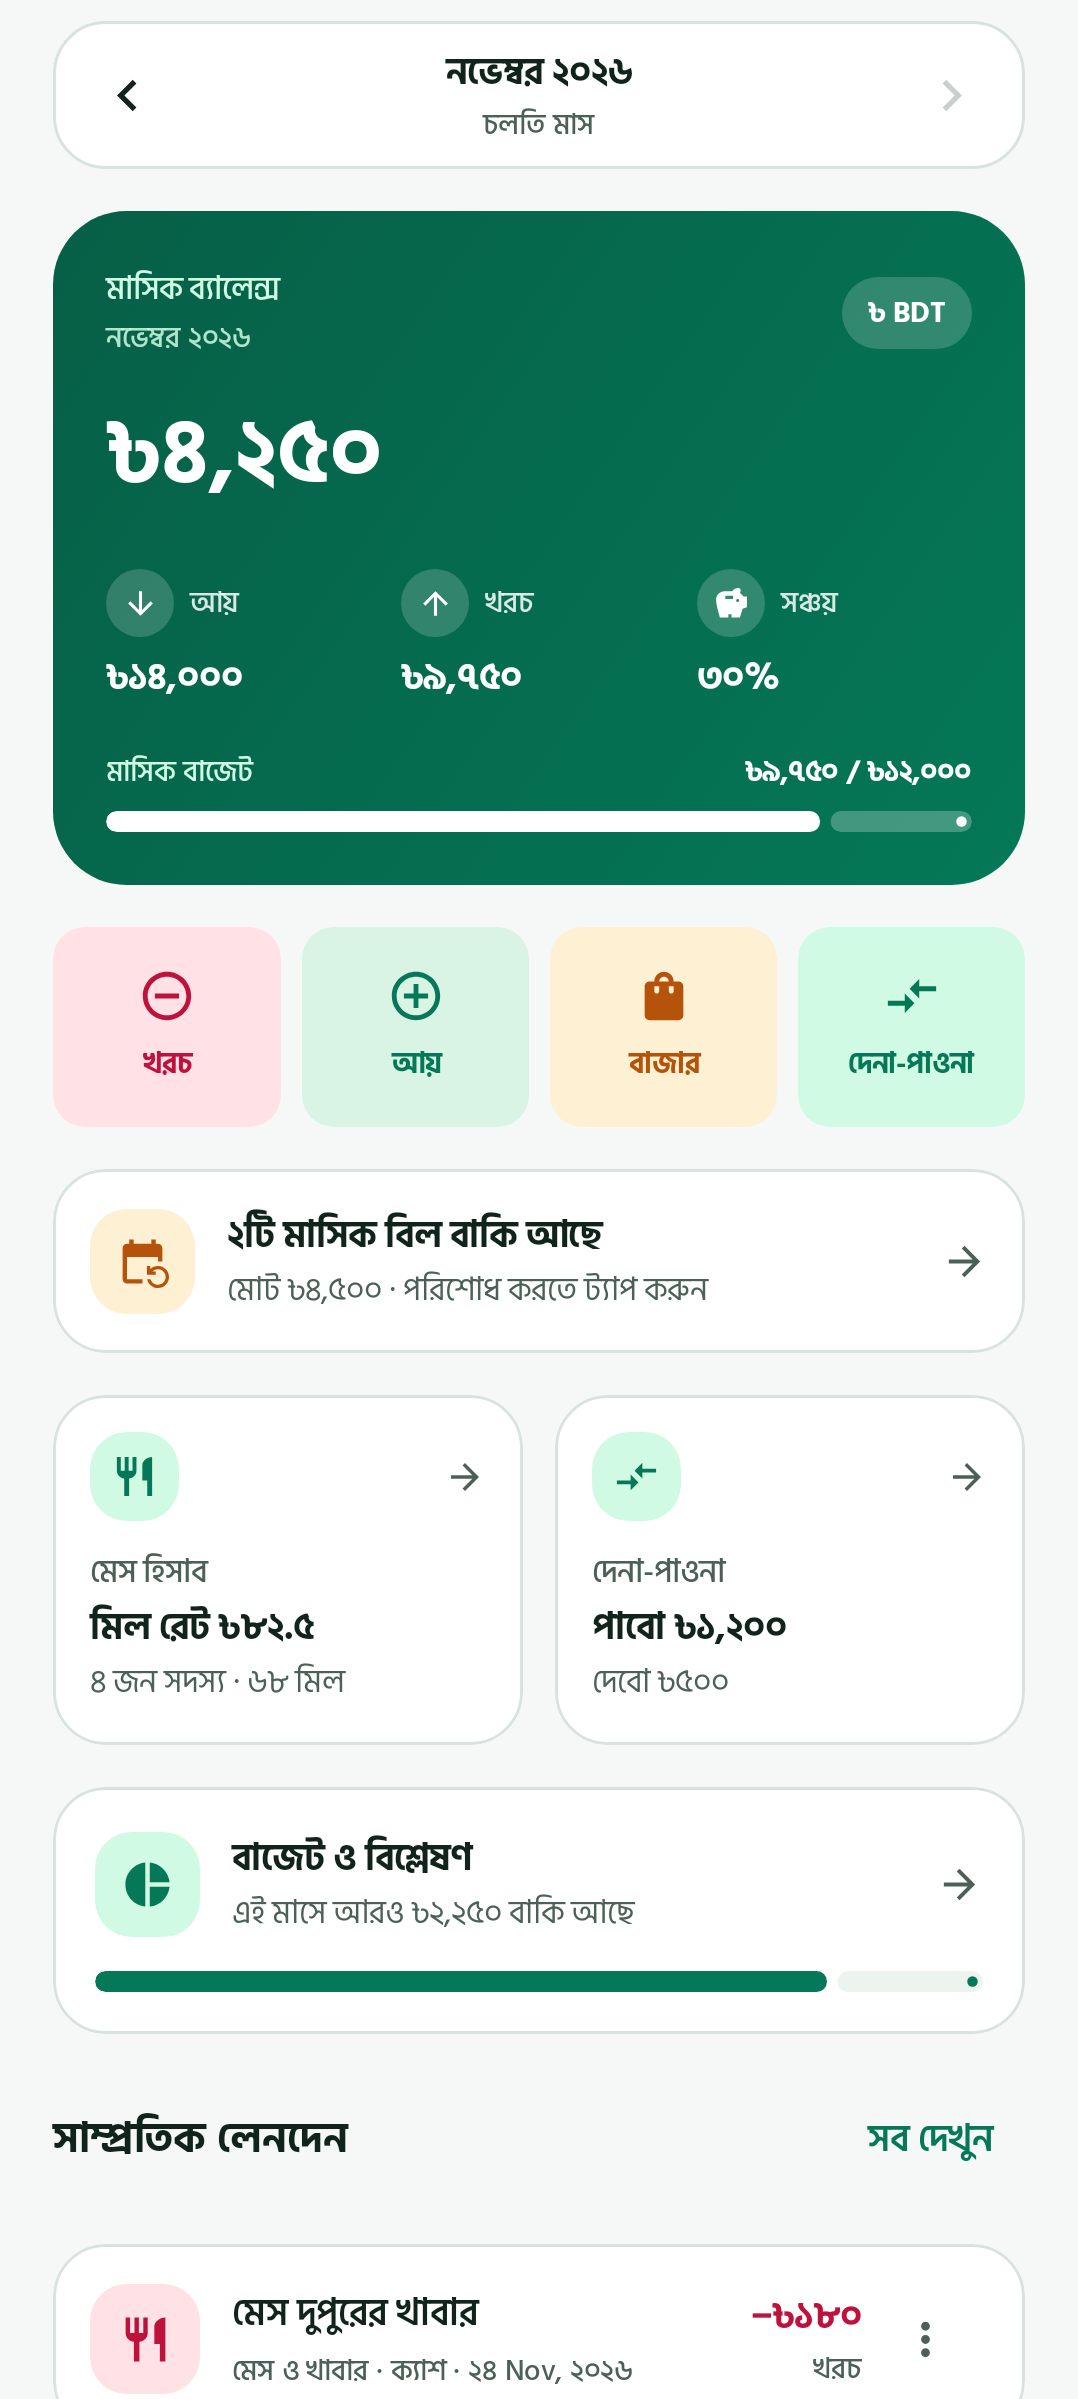 নভেম্বর ২০২৬
চলতি মাস
মাসিক ব্যালেন্স
নভেম্বর ২০২৬
৳ BDT
৳৪,২৫০
আয়
খরচ
সঞ্চয়
৳১৪,০০০
৳৯,৭৫০
৩০%
মাসিক বাজেট
৳৯,৭৫০ / ৳১২,০০০
খরচ
আয়
বাজার
দেনা-পাওনা
২টি মাসিক বিল বাকি আছে
মোট ৳৪,৫০০ · পরিশোধ করতে ট্যাপ করুন
মেস হিসাব
মিল রেট ৳৮২.৫
৪ জন সদস্য · ৬৮ মিল
দেনা-পাওনা
পাবো ৳১,২০০
দেবো ৳৫০০
বাজেট ও বিশ্লেষণ
এই মাসে আরও ৳২,২৫০ বাকি আছে
সাম্প্রতিক লেনদেন
সব দেখুন
মেস দুপুরের খাবার
−৳১৮০
মেস ও খাবার · ক্যাশ · ২৪ Nov, ২০২৬
খরচ